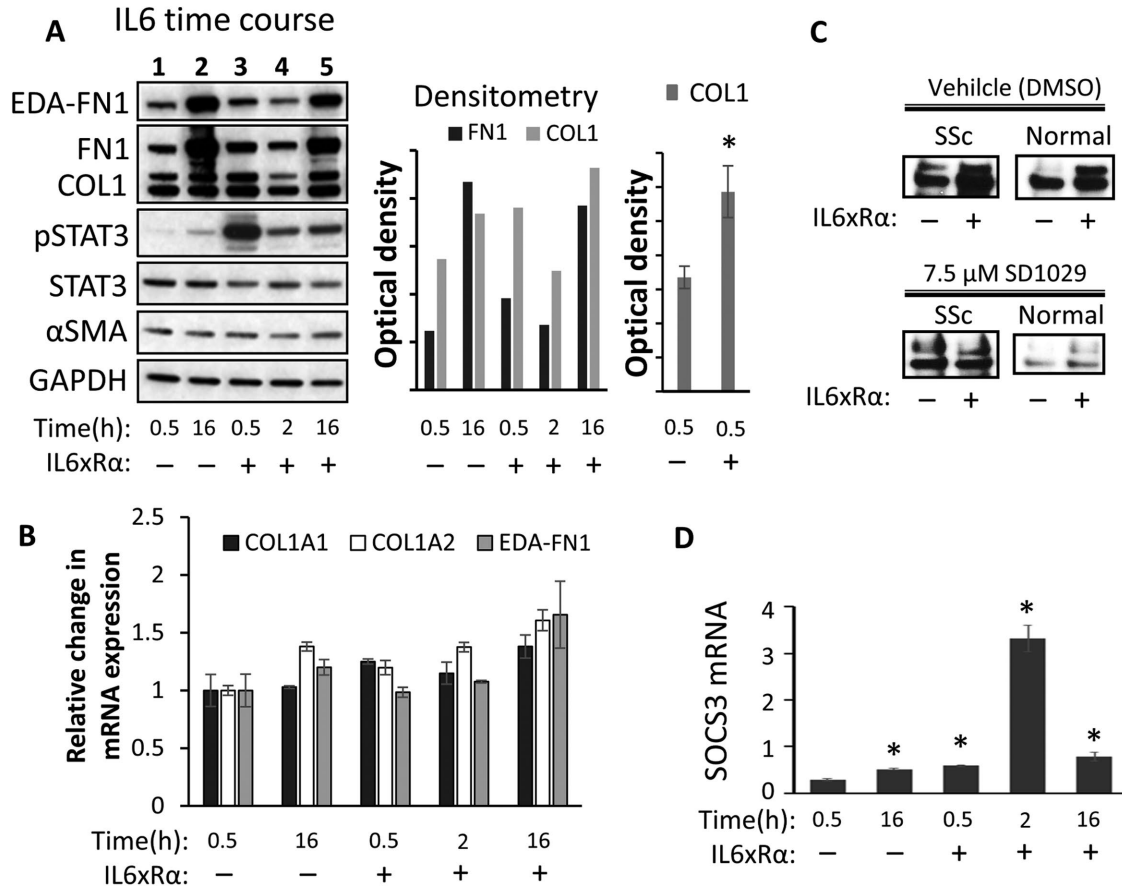 A
IL6 time course
1 2 3 4 5
EDA-FN1
FN1
COL1
pSTAT3
STAT3
αSMA
GAPDH
Time(h): 0.5 16 0.5 2 16
IL6xRα: – – + + +
Densitometry
FN1 COL1
Optical density
0.5 16 0.5 2 16
– – + + +
COL1
*
Optical density
0.5 0.5
– +
C
Vehilcle (DMSO)
SSc Normal
IL6xRα: – + – +
7.5 µM SD1029
SSc Normal
IL6xRα: – + – +
B
Relative change in
mRNA expression
2.5
2
1.5
1
0.5
0
COL1A1 COL1A2 EDA-FN1
Time(h): 0.5 16 0.5 2 16
IL6xRα: – – + + +
D
SOCS3 mRNA
4
3
2
1
0
* * * *
Time(h): 0.5 16 0.5 2 16
IL6xRα: – – + + +